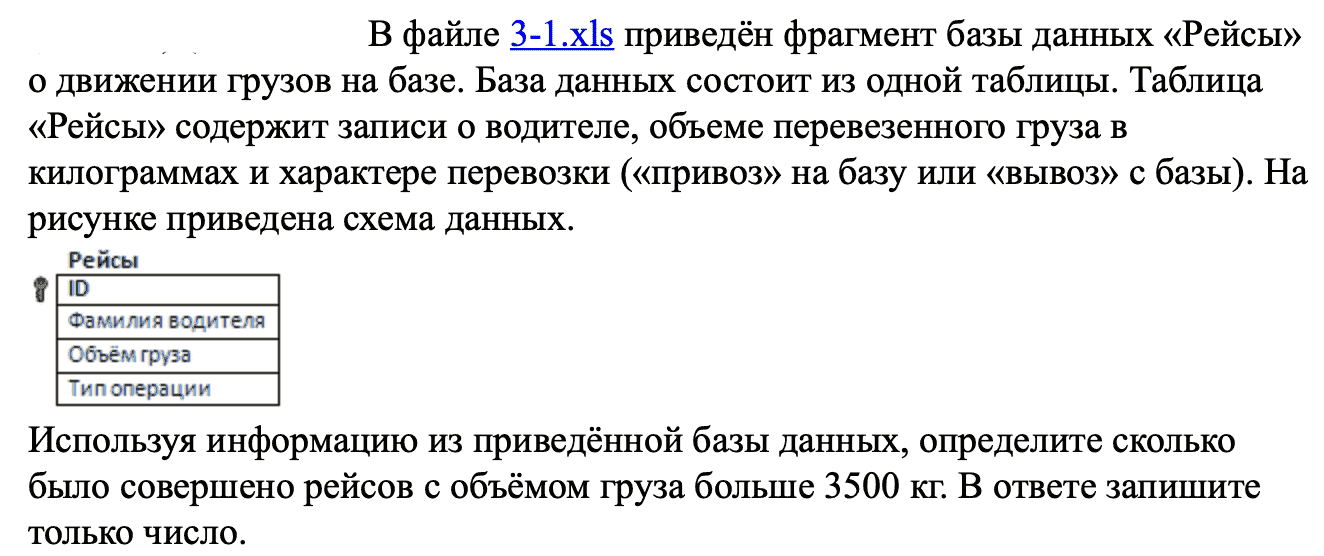 В файле 3-1.xls приведён фрагмент базы данных «Рейсы»
о движении грузов на базе. База данных состоит из одной таблицы. Таблица
«Рейсы» содержит записи о водителе, объеме перевезенного груза в
килограммах и характере перевозки («привоз» на базу или «вывоз» с базы). На
рисунке приведена схема данных.
Рейсы
ID
Фамилия водителя
Объём груза
Тип операции
Используя информацию из приведённой базы данных, определите сколько
было совершено рейсов с объёмом груза больше 3500 кг. В ответе запишите
только число.